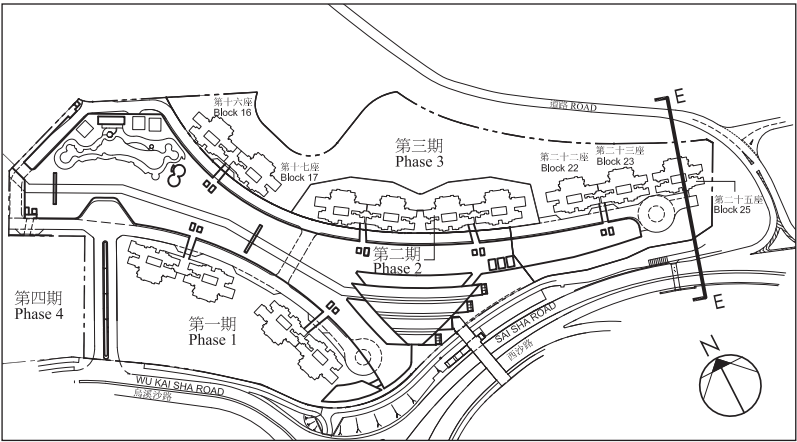 第十六座
Block 16
第十七座
Block 17
第三期
Phase 3
道路 ROAD
E
第二十二座
Block 22
第二十三座
Block 23
第二十五座
Block 25
第二期
Phase 2
第四期
Phase 4
第一期
Phase 1
SAI SHA ROAD
西沙路
E
WU KAI SHA ROAD
烏溪沙路
N